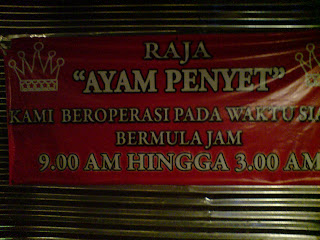 RAJA
"AYAM PENYET"
KAMI BEROPERASI PADA WAKTU
BERMULA JAM
9.00 AM HINGGA 3.00 AM